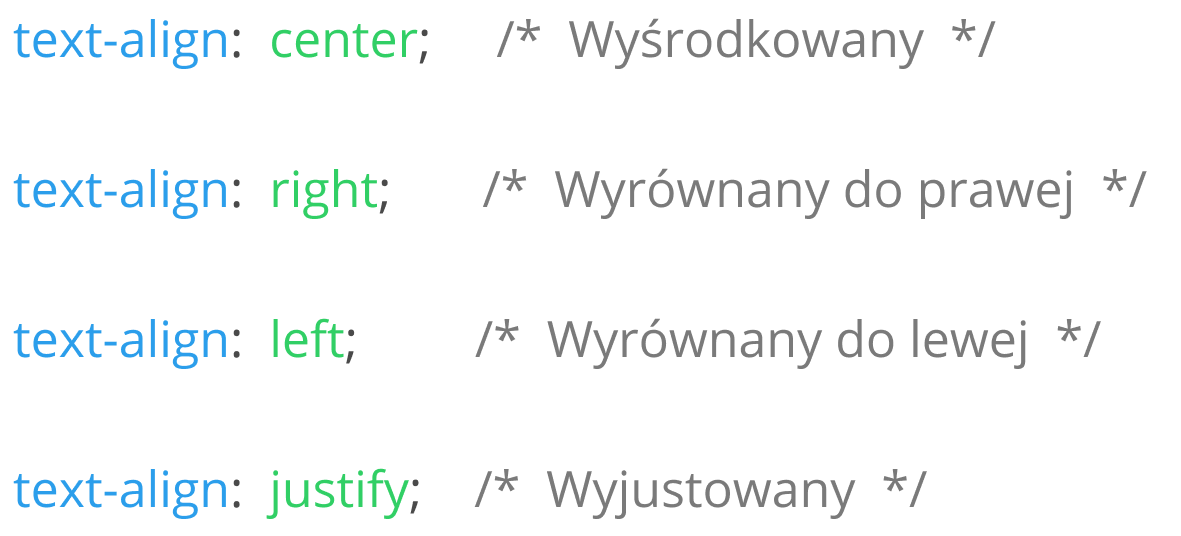 text-align: center; /* Wyśrodkowany */
text-align: right; /* Wyrównany do prawej */
text-align: left; /* Wyrównany do lewej */
text-align: justify; /* Wyjustowany */